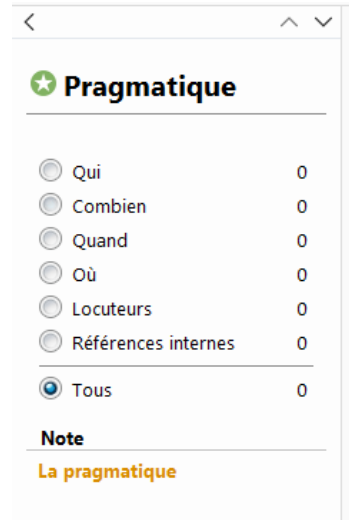 Pragmatique
Qui 0
Combien 0
Quand 0
Où 0
Locuteurs 0
Références internes 0
Tous 0
Note
La pragmatique